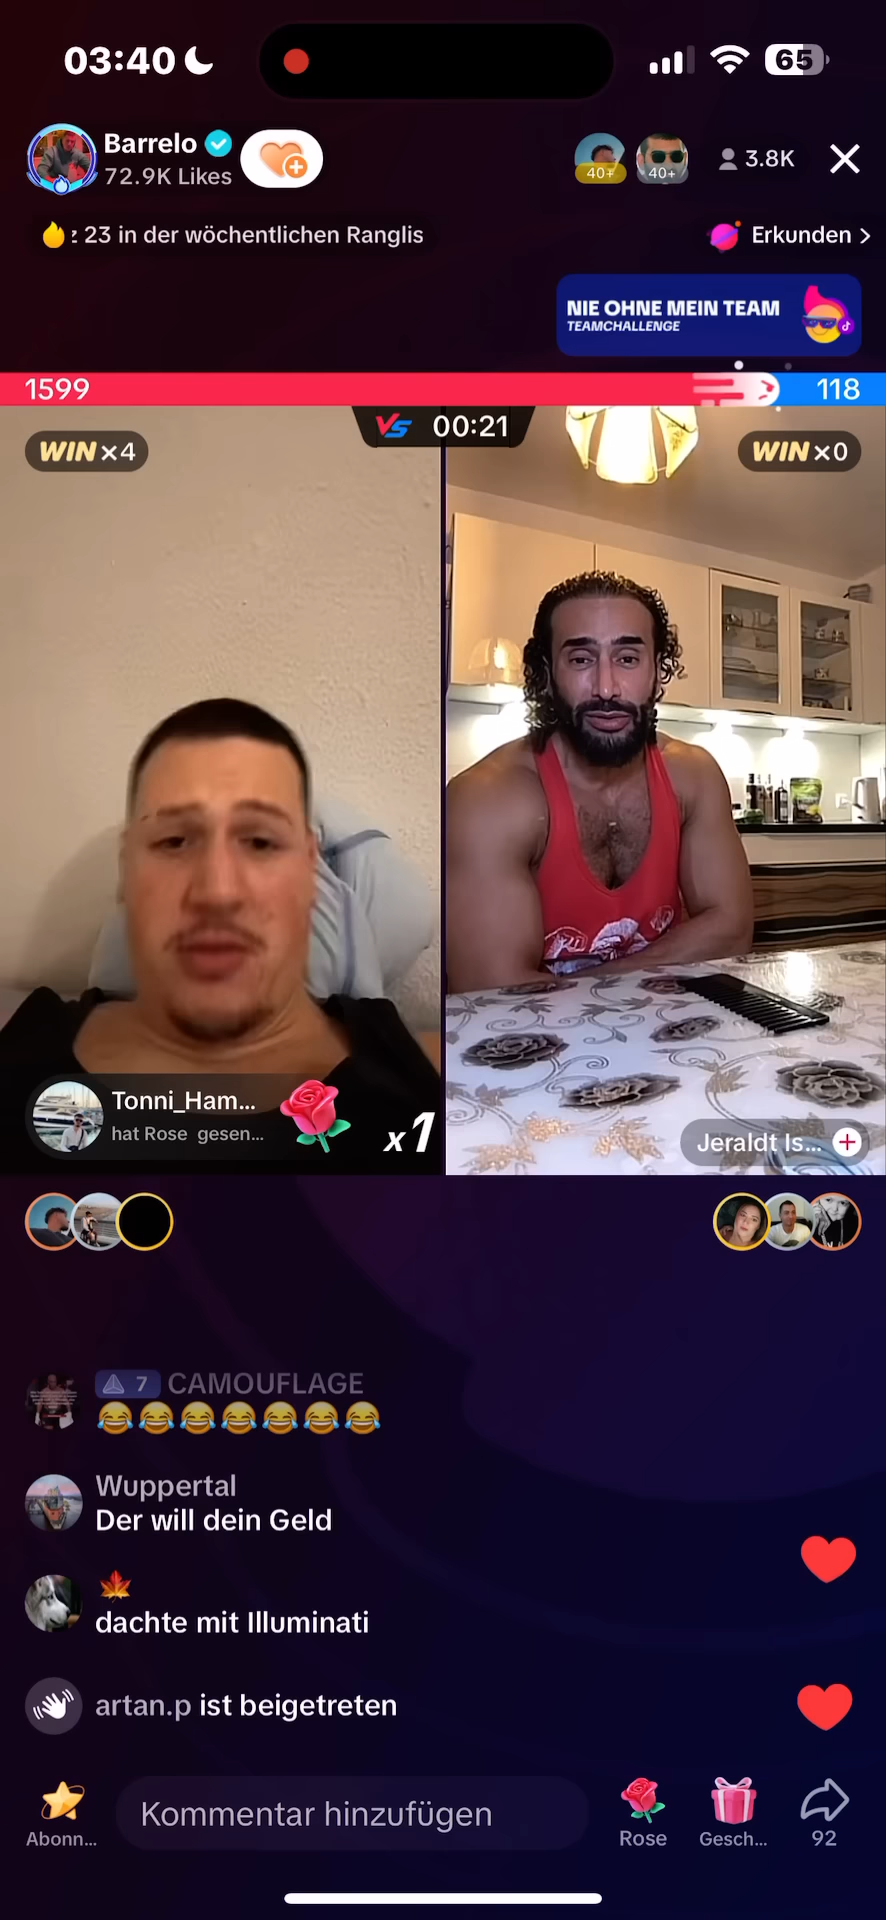 03:40
65
Barrelo
72.9K Likes
40+
40+
3.8K
z 23 in der wöchentlichen Ranglis
Erkunden >
NIE OHNE MEIN TEAM
TEAMCHALLENGE
1599
118
VS 00:21
WIN x4
WIN x0
Tonni_Ham...
hat Rose gesen...
x1
Jeraldt Is...
7 CAMOUFLAGE
😂😂😂😂😂😂😂
Wuppertal
Der will dein Geld
🍁
dachte mit Illuminati
artan.p ist beigetreten
Kommentar hinzufügen
Abonn...
Rose
Gesch...
92